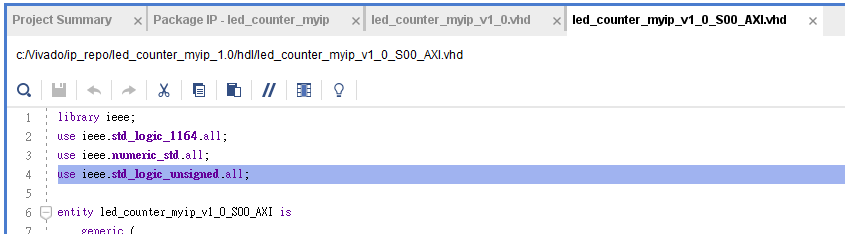 Project Summary × Package IP - led_counter_myip × led_counter_myip_v1_0.vhd × led_counter_myip_v1_0_S00_AXI.vhd ×
c:/Vivado/ip_repo/led_counter_myip_1.0/hdl/led_counter_myip_v1_0_S00_AXI.vhd
1 library ieee;
2 use ieee.std_logic_1164.all;
3 use ieee.numeric_std.all;
4 use ieee.std_logic_unsigned.all;
5
6 entity led_counter_myip_v1_0_S00_AXI is
7 generic (